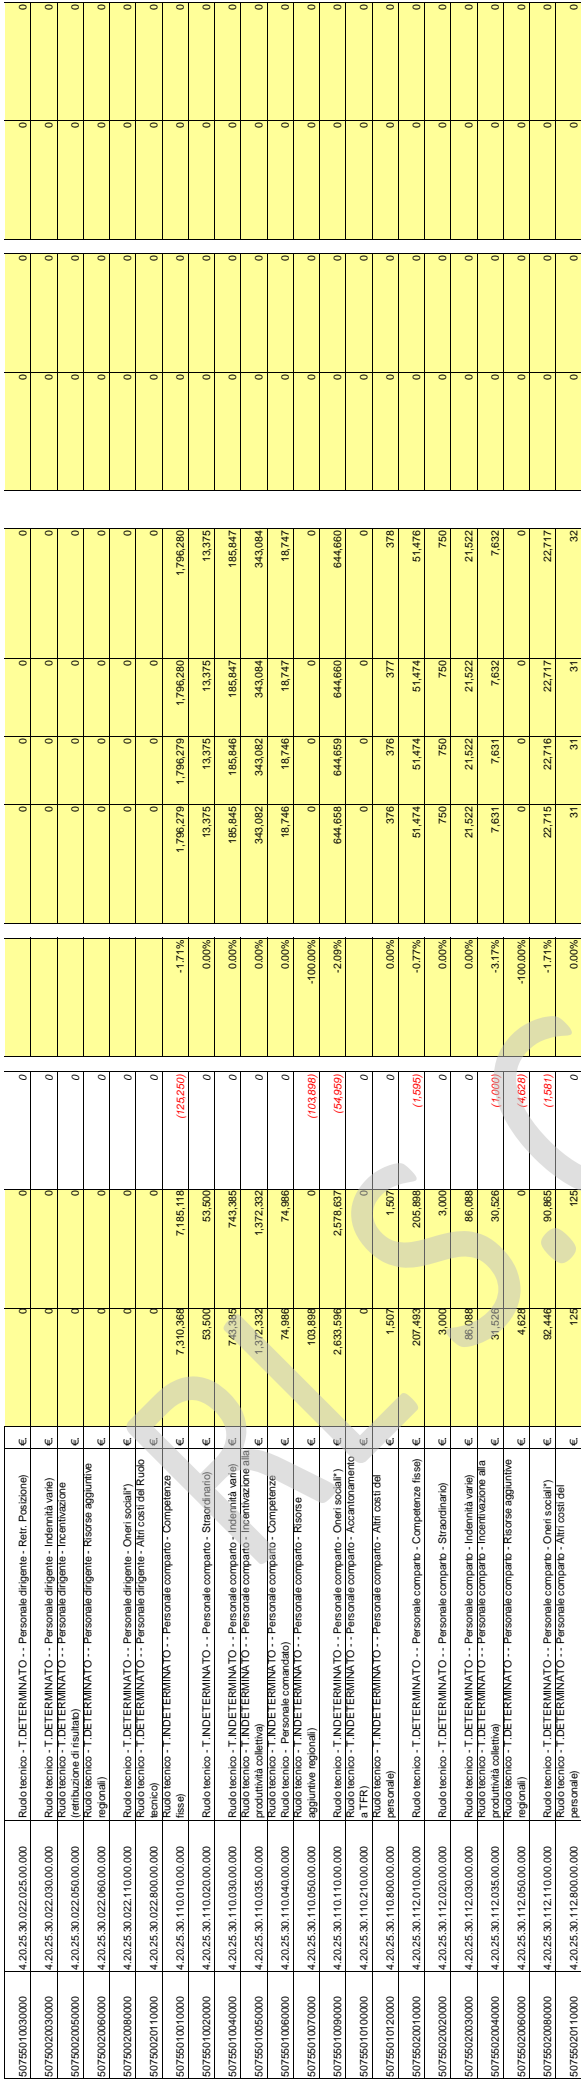 50755010030000 4.20.25.30.022.025.00.000 Ruolo tecnico - T.DETERMINATO - - Personale dirigente - Retr. Posizione) €. 0 0 0 0 0 0 0 0 0 0 0
50750020030000 4.20.25.30.022.030.00.000 Ruolo tecnico - T.DETERMINATO - - Personale dirigente - Indennità varie) €. 0 0 0 0 0 0 0 0 0 0 0
50750020050000 4.20.25.30.022.050.00.000 Ruolo tecnico - T.DETERMINATO - - Personale dirigente - Incentivazione
(retribuzione di risultato) €. 0 0 0 0 0 0 0 0 0 0 0
50750020060000 4.20.25.30.022.060.00.000 Ruolo tecnico - T.DETERMINATO - - Personale dirigente - Risorse aggiuntive
regionali) €. 0 0 0 0 0 0 0 0 0 0 0
50750020080000 4.20.25.30.022.110.00.000 Ruolo tecnico - T.DETERMINATO - - Personale dirigente - Oneri sociali") €. 0 0 0 0 0 0 0 0 0 0 0
50750020110000 4.20.25.30.022.800.00.000 Ruolo tecnico - T.DETERMINATO - - Personale dirigente - Altri costi del Ruolo
tecnico) €. 0 0 0 0 0 0 0 0 0 0 0
50755010010000 4.20.25.30.110.010.00.000 Ruolo tecnico - T.INDETERMINATO - - Personale comparto - Competenze
fisse) €. 7,310,368 7,185,118 (125,250) -1.71% 1,796,279 1,796,279 1,796,280 1,796,280 0 0 0 0
50755010020000 4.20.25.30.110.020.00.000 Ruolo tecnico - T.INDETERMINATO - - Personale comparto - Straordinario) €. 53,500 53,500 0 0.00% 13,375 13,375 13,375 13,375 0 0 0 0
50755010040000 4.20.25.30.110.030.00.000 Ruolo tecnico - T.INDETERMINATO - - Personale comparto - Indennità varie) €. 743,385 743,385 0 0.00% 185,845 185,846 185,847 185,847 0 0 0 0
50755010050000 4.20.25.30.110.035.00.000 Ruolo tecnico - T.INDETERMINATO - - Personale comparto - Incentivazione alla
produttività collettiva) €. 1,372,332 1,372,332 0 0.00% 343,082 343,082 343,084 343,084 0 0 0 0
50755010060000 4.20.25.30.110.040.00.000 Ruolo tecnico - T.INDETERMINATO - - Personale comparto - Competenze
Personale comandato) €. 74,986 74,986 0 0.00% 18,746 18,746 18,747 18,747 0 0 0 0
50755010070000 4.20.25.30.110.050.00.000 Ruolo tecnico - T.INDETERMINATO - - Personale comparto - Risorse
aggiuntive regionali) €. 103,898 0 (103,898) -100.00% 0 0 0 0 0 0 0 0
50755010090000 4.20.25.30.110.110.00.000 Ruolo tecnico - T.INDETERMINATO - - Personale comparto - Oneri sociali") €. 2,633,596 2,578,637 (54,959) -2.09% 644,658 644,659 644,660 644,660 0 0 0 0
50755010100000 4.20.25.30.110.210.00.000 Ruolo tecnico - T.INDETERMINATO - - Personale comparto - Accantonamento
a TFR) €. 0 0 0 0 0 0 0 0 0 0 0
50755010120000 4.20.25.30.110.800.00.000 Ruolo tecnico - T.INDETERMINATO - - Personale comparto - Altri costi del
personale) €. 1,507 1,507 0 0.00% 376 376 377 378 0 0 0 0
50755020010000 4.20.25.30.112.010.00.000 Ruolo tecnico - T.DETERMINATO - - Personale comparto - Competenze fisse) €. 207,493 205,898 (1,595) -0.77% 51,474 51,474 51,474 51,476 0 0 0 0
50755020020000 4.20.25.30.112.020.00.000 Ruolo tecnico - T.DETERMINATO - - Personale comparto - Straordinario) €. 3,000 3,000 0 0.00% 750 750 750 750 0 0 0 0
50755020030000 4.20.25.30.112.030.00.000 Ruolo tecnico - T.DETERMINATO - - Personale comparto - Indennità varie) €. 86,088 86,088 0 0.00% 21,522 21,522 21,522 21,522 0 0 0 0
50755020040000 4.20.25.30.112.035.00.000 Ruolo tecnico - T.DETERMINATO - - Personale comparto - Incentivazione alla
produttività collettiva) €. 31,526 30,526 (1,000) -3.17% 7,631 7,631 7,632 7,632 0 0 0 0
50755020060000 4.20.25.30.112.050.00.000 Ruolo tecnico - T.DETERMINATO - - Personale comparto - Risorse aggiuntive
regionali) €. 4,628 0 (4,628) -100.00% 0 0 0 0 0 0 0 0
50755020080000 4.20.25.30.112.110.00.000 Ruolo tecnico - T.DETERMINATO - - Personale comparto - Oneri sociali") €. 92,446 90,865 (1,581) -1.71% 22,715 22,716 22,717 22,717 0 0 0 0
50755020110000 4.20.25.30.112.800.00.000 Ruolo tecnico - T.DETERMINATO - - Personale comparto - Altri costi del
personale) €. 125 125 0 0.00% 31 31 31 32 0 0 0 0
RL S.C